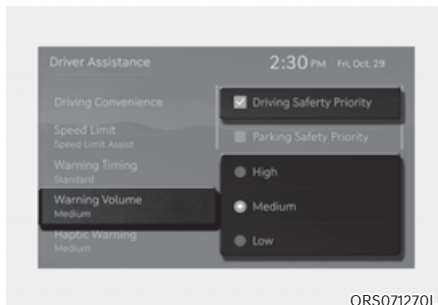 Driver Assistance
2:30 PM Fri, Oct. 29
Driving Convenience
Driving Saferty Priority
Speed Limit
Speed Limit Assist
Parking Safety Priority
Warning Timing
Standard
High
Warning Volume
Medium
Medium
Haptic Warning
Medium
Low
ORS071270L